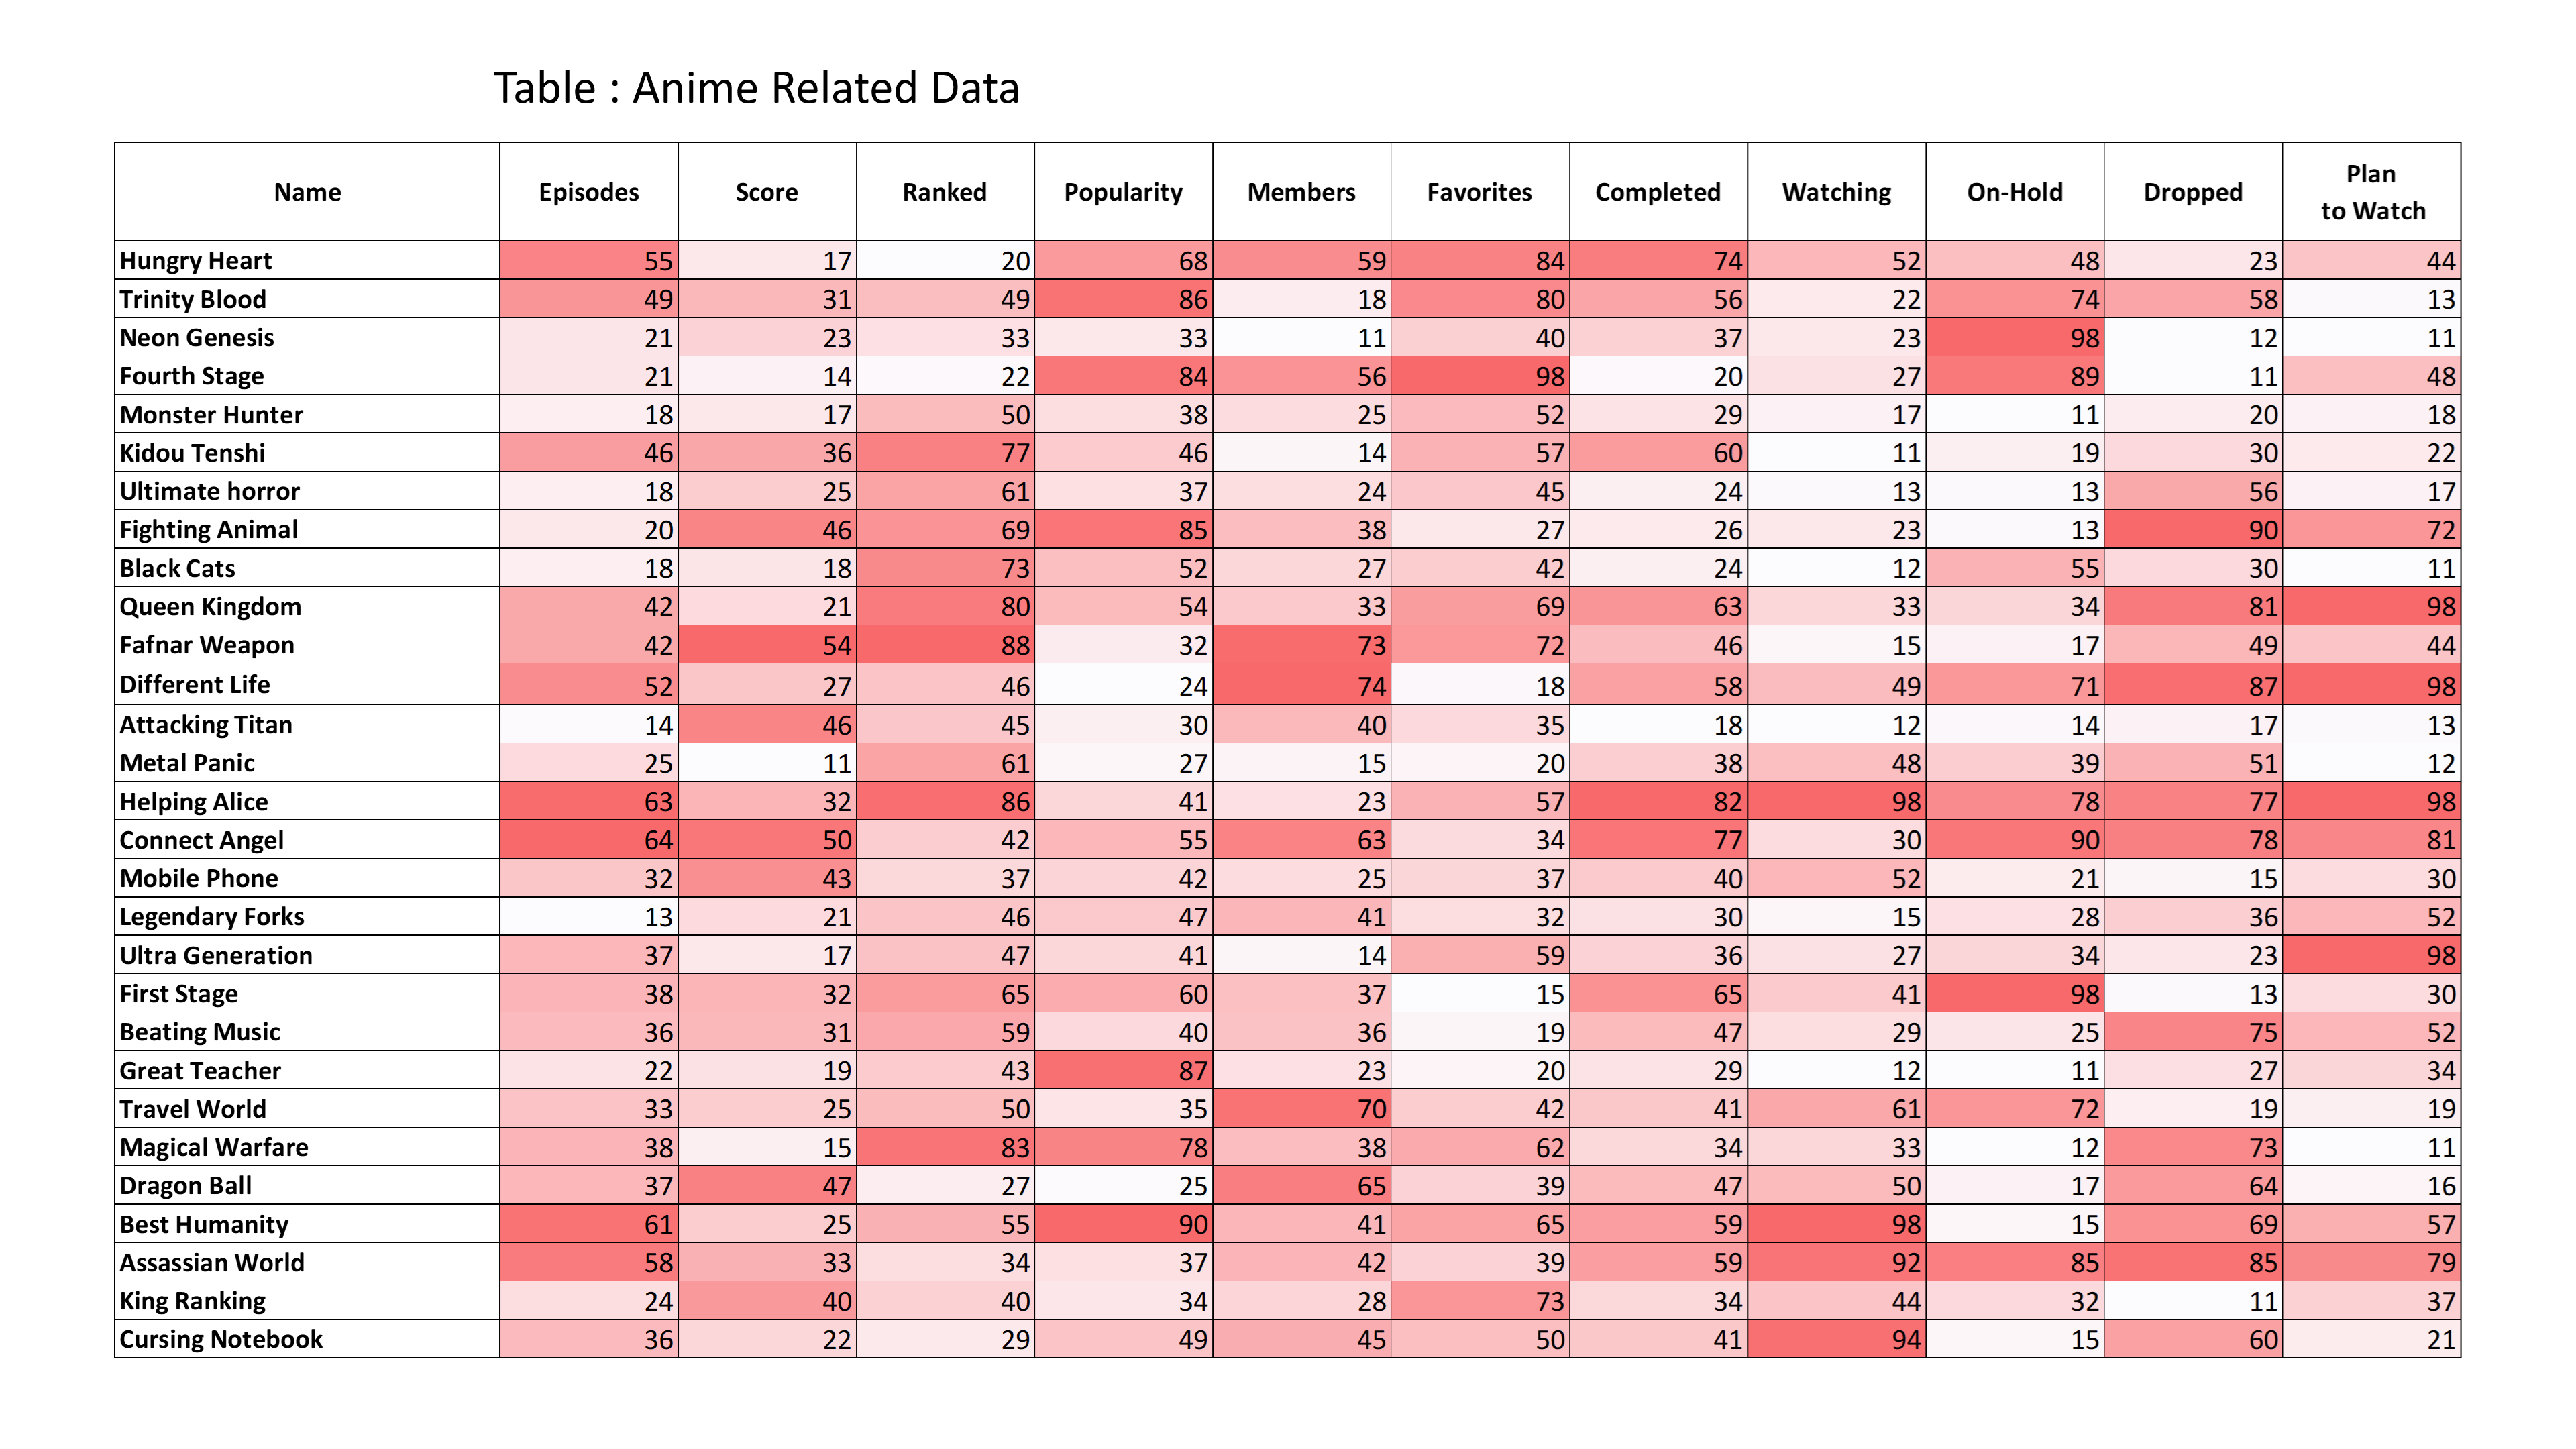 Table : Anime Related Data
Name Episodes Score Ranked Popularity Members Favorites Completed Watching On-Hold Dropped Plan
to Watch
Hungry Heart 55 17 20 68 59 84 74 52 48 23 44
Trinity Blood 49 31 49 86 18 80 56 22 74 58 13
Neon Genesis 21 23 33 33 11 40 37 23 98 12 11
Fourth Stage 21 14 22 84 56 98 20 27 89 11 48
Monster Hunter 18 17 50 38 25 52 29 17 11 20 18
Kidou Tenshi 46 36 77 46 14 57 60 11 19 30 22
Ultimate horror 18 25 61 37 24 45 24 13 13 56 17
Fighting Animal 20 46 69 85 38 27 26 23 13 90 72
Black Cats 18 18 73 52 27 42 24 12 55 30 11
Queen Kingdom 42 21 80 54 33 69 63 33 34 81 98
Fafnar Weapon 42 54 88 32 73 72 46 15 17 49 44
Different Life 52 27 46 24 74 18 58 49 71 87 98
Attacking Titan 14 46 45 30 40 35 18 12 14 17 13
Metal Panic 25 11 61 27 15 20 38 48 39 51 12
Helping Alice 63 32 86 41 23 57 82 98 78 77 98
Connect Angel 64 50 42 55 63 34 77 30 90 78 81
Mobile Phone 32 43 37 42 25 37 40 52 21 15 30
Legendary Forks 13 21 46 47 41 32 30 15 28 36 52
Ultra Generation 37 17 47 41 14 59 36 27 34 23 98
First Stage 38 32 65 60 37 15 65 41 98 13 30
Beating Music 36 31 59 40 36 19 47 29 25 75 52
Great Teacher 22 19 43 87 23 20 29 12 11 27 34
Travel World 33 25 50 35 70 42 41 61 72 19 19
Magical Warfare 38 15 83 78 38 62 34 33 12 73 11
Dragon Ball 37 47 27 25 65 39 47 50 17 64 16
Best Humanity 61 25 55 90 41 65 59 98 15 69 57
Assassian World 58 33 34 37 42 39 59 92 85 85 79
King Ranking 24 40 40 34 28 73 34 44 32 11 37
Cursing Notebook 36 22 29 49 45 50 41 94 15 60 21